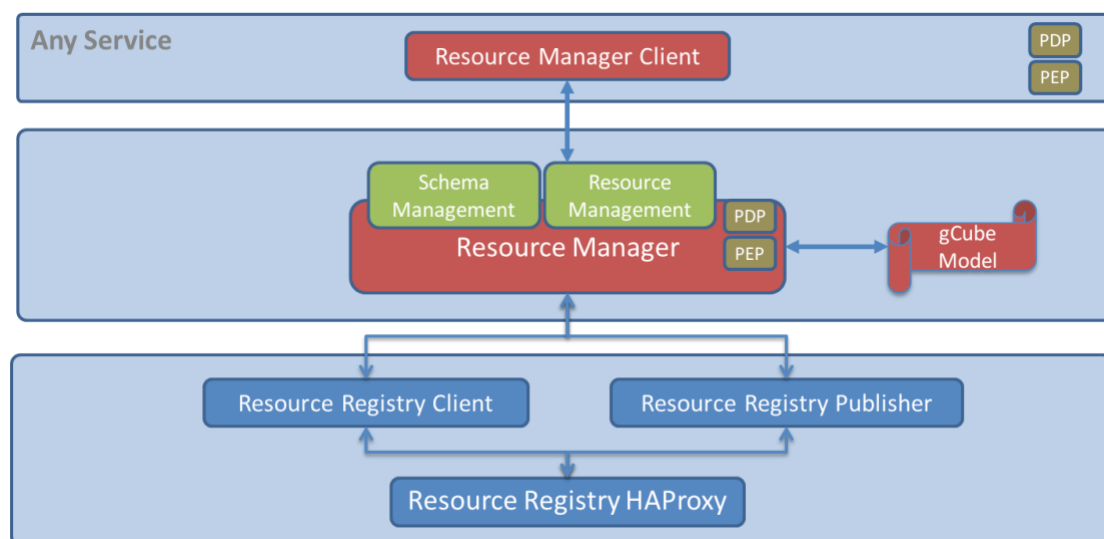 Any Service
Resource Manager Client
PDP
PEP
Schema
Management
Resource
Management
PDP
PEP
Resource Manager
gCube
Model
Resource Registry Client
Resource Registry Publisher
Resource Registry HAProxy